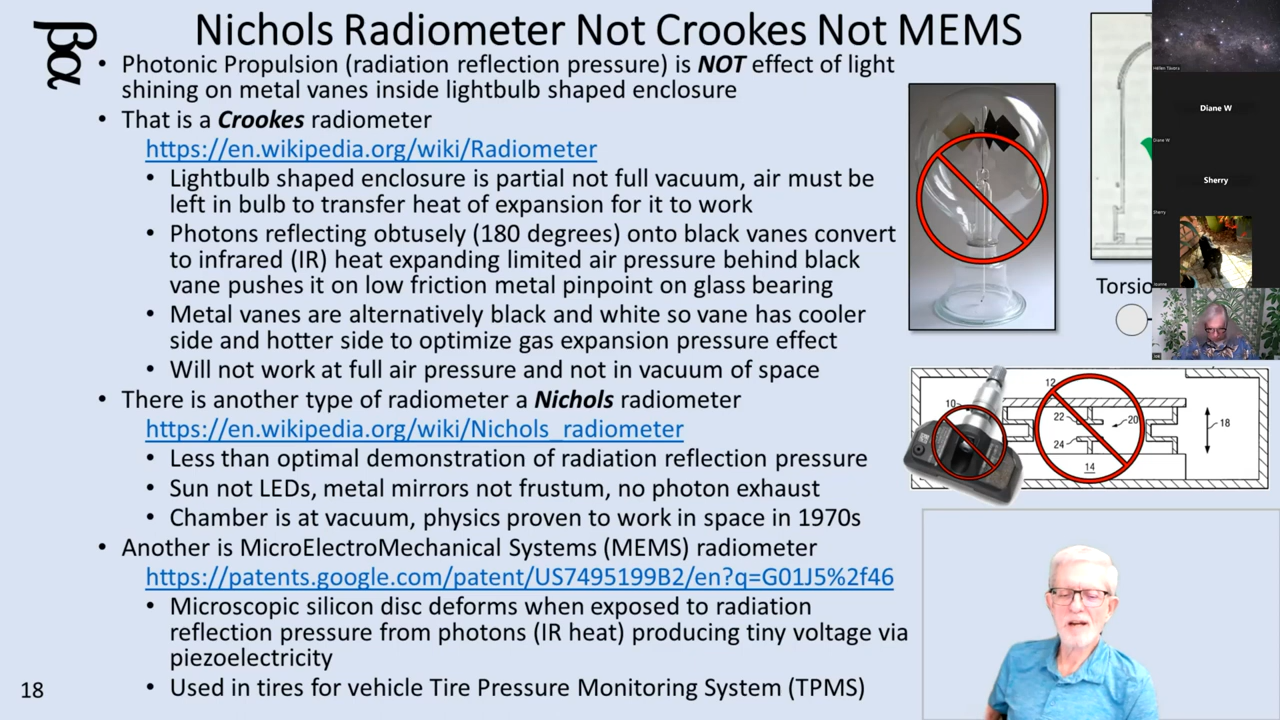 Nichols Radiometer Not Crookes Not MEMS
• Photonic Propulsion (radiation reflection pressure) is NOT effect of light
shining on metal vanes inside lightbulb shaped enclosure
• That is a Crookes radiometer
https://en.wikipedia.org/wiki/Radiometer
• Lightbulb shaped enclosure is partial not full vacuum, air must be
left in bulb to transfer heat of expansion for it to work
• Photons reflecting obtusely (180 degrees) onto black vanes convert
to infrared (IR) heat expanding limited air pressure behind black
vane pushes it on low friction metal pinpoint on glass bearing
• Metal vanes are alternatively black and white so vane has cooler
side and hotter side to optimize gas expansion pressure effect
• Will not work at full air pressure and not in vacuum of space
• There is another type of radiometer a Nichols radiometer
https://en.wikipedia.org/wiki/Nichols_radiometer
• Less than optimal demonstration of radiation reflection pressure
• Sun not LEDs, metal mirrors not frustum, no photon exhaust
• Chamber is at vacuum, physics proven to work in space in 1970s
• Another is MicroElectroMechanical Systems (MEMS) radiometer
https://patents.google.com/patent/US7495199B2/en?q=G01J5%2f46
• Microscopic silicon disc deforms when exposed to radiation
reflection pressure from photons (IR heat) producing tiny voltage via
piezoelectricity
• Used in tires for vehicle Tire Pressure Monitoring System (TPMS)
18
Torsio
10
12
22
20
24
14
18
Diane W
Diane W
Sherry
Sherry